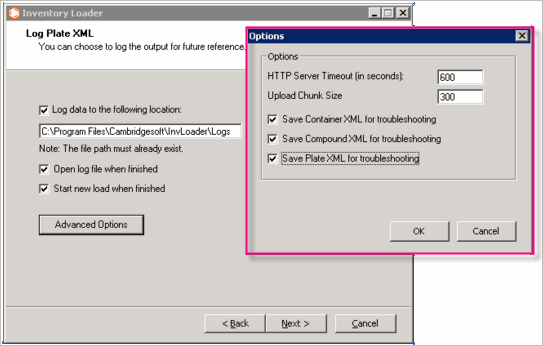 Inventory Loader
Log Plate XML
You can choose to log the output for future reference.
Log data to the following location:
C:\Program Files\Cambridgesoft\InvLoader\Logs
Note: The file path must already exist.
Open log file when finished
Start new load when finished
Advanced Options
< Back
Next >
Cancel
Options
Options
HTTP Server Timeout (in seconds):
600
Upload Chunk Size
300
Save Container XML for troubleshooting
Save Compound XML for troubleshooting
Save Plate XML for troubleshooting
OK
Cancel